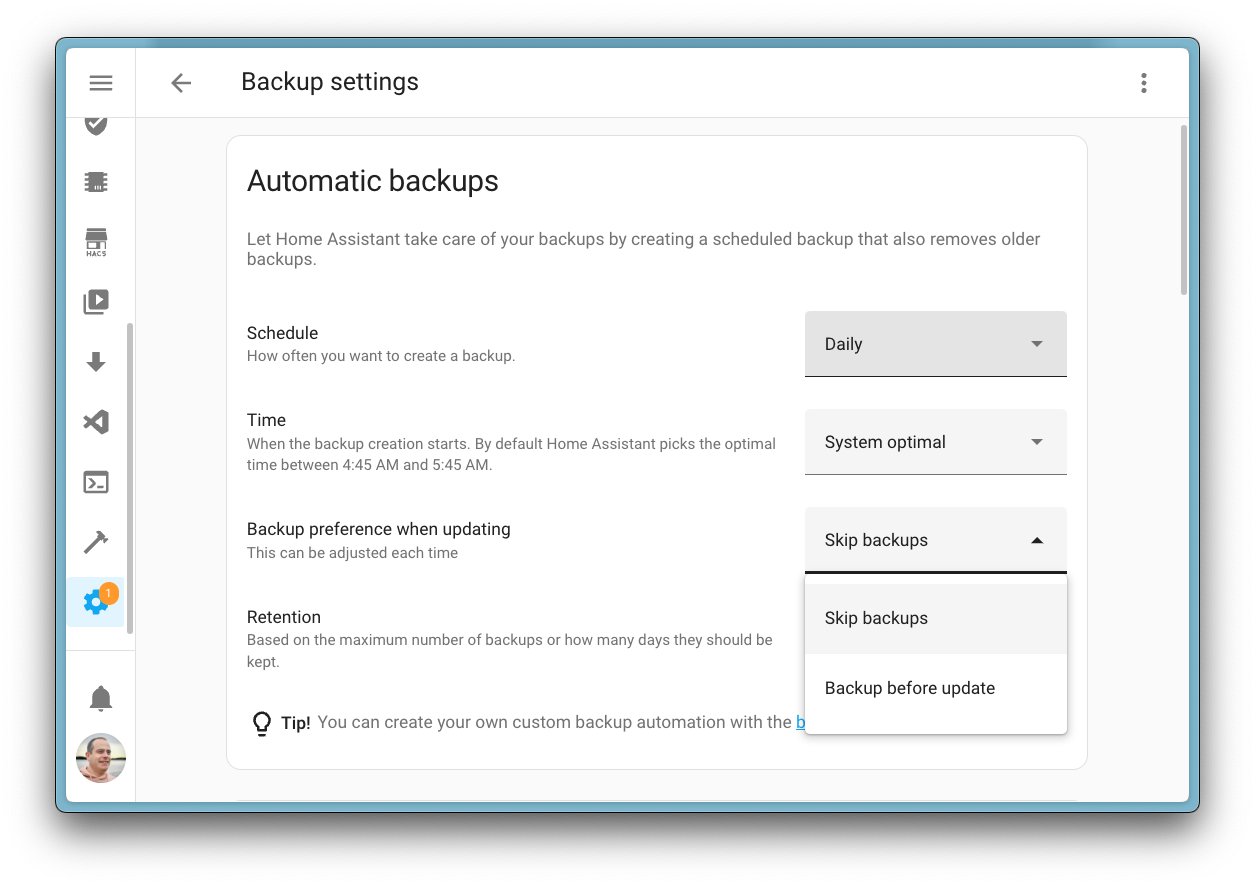 Backup settings
HACS
1
Automatic backups
Let Home Assistant take care of your backups by creating a scheduled backup that also removes older
backups.
Schedule
How often you want to create a backup.
Daily
Time
When the backup creation starts. By default Home Assistant picks the optimal
time between 4:45 AM and 5:45 AM.
System optimal
Backup preference when updating
This can be adjusted each time
Skip backups
Skip backups
Backup before update
Retention
Based on the maximum number of backups or how many days they should be
kept.
Tip! You can create your own custom backup automation with the b